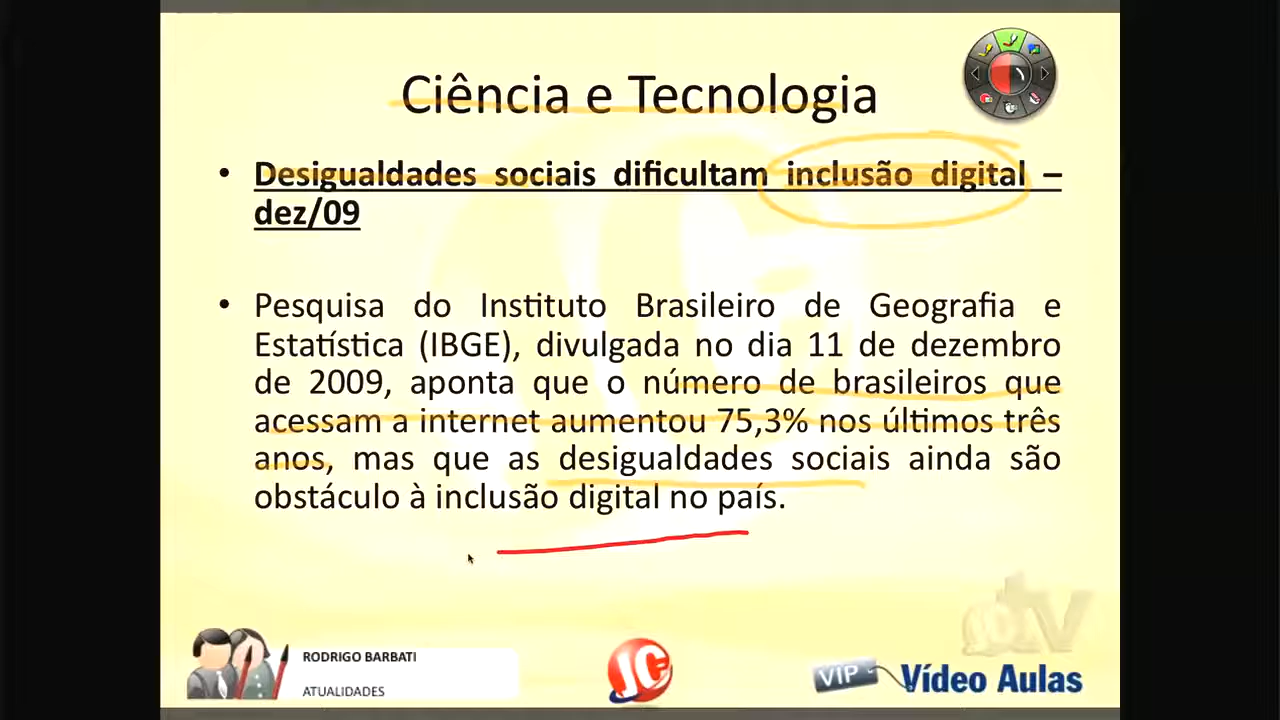 Ciência e Tecnologia
• Desigualdades sociais dificultam inclusão digital –
dez/09
• Pesquisa do Instituto Brasileiro de Geografia e
Estatística (IBGE), divulgada no dia 11 de dezembro
de 2009, aponta que o número de brasileiros que
acessam a internet aumentou 75,3% nos últimos três
anos, mas que as desigualdades sociais ainda são
obstáculo à inclusão digital no país.
RODRIGO BARBATI
ATUALIDADES
JC
VIP Vídeo Aulas